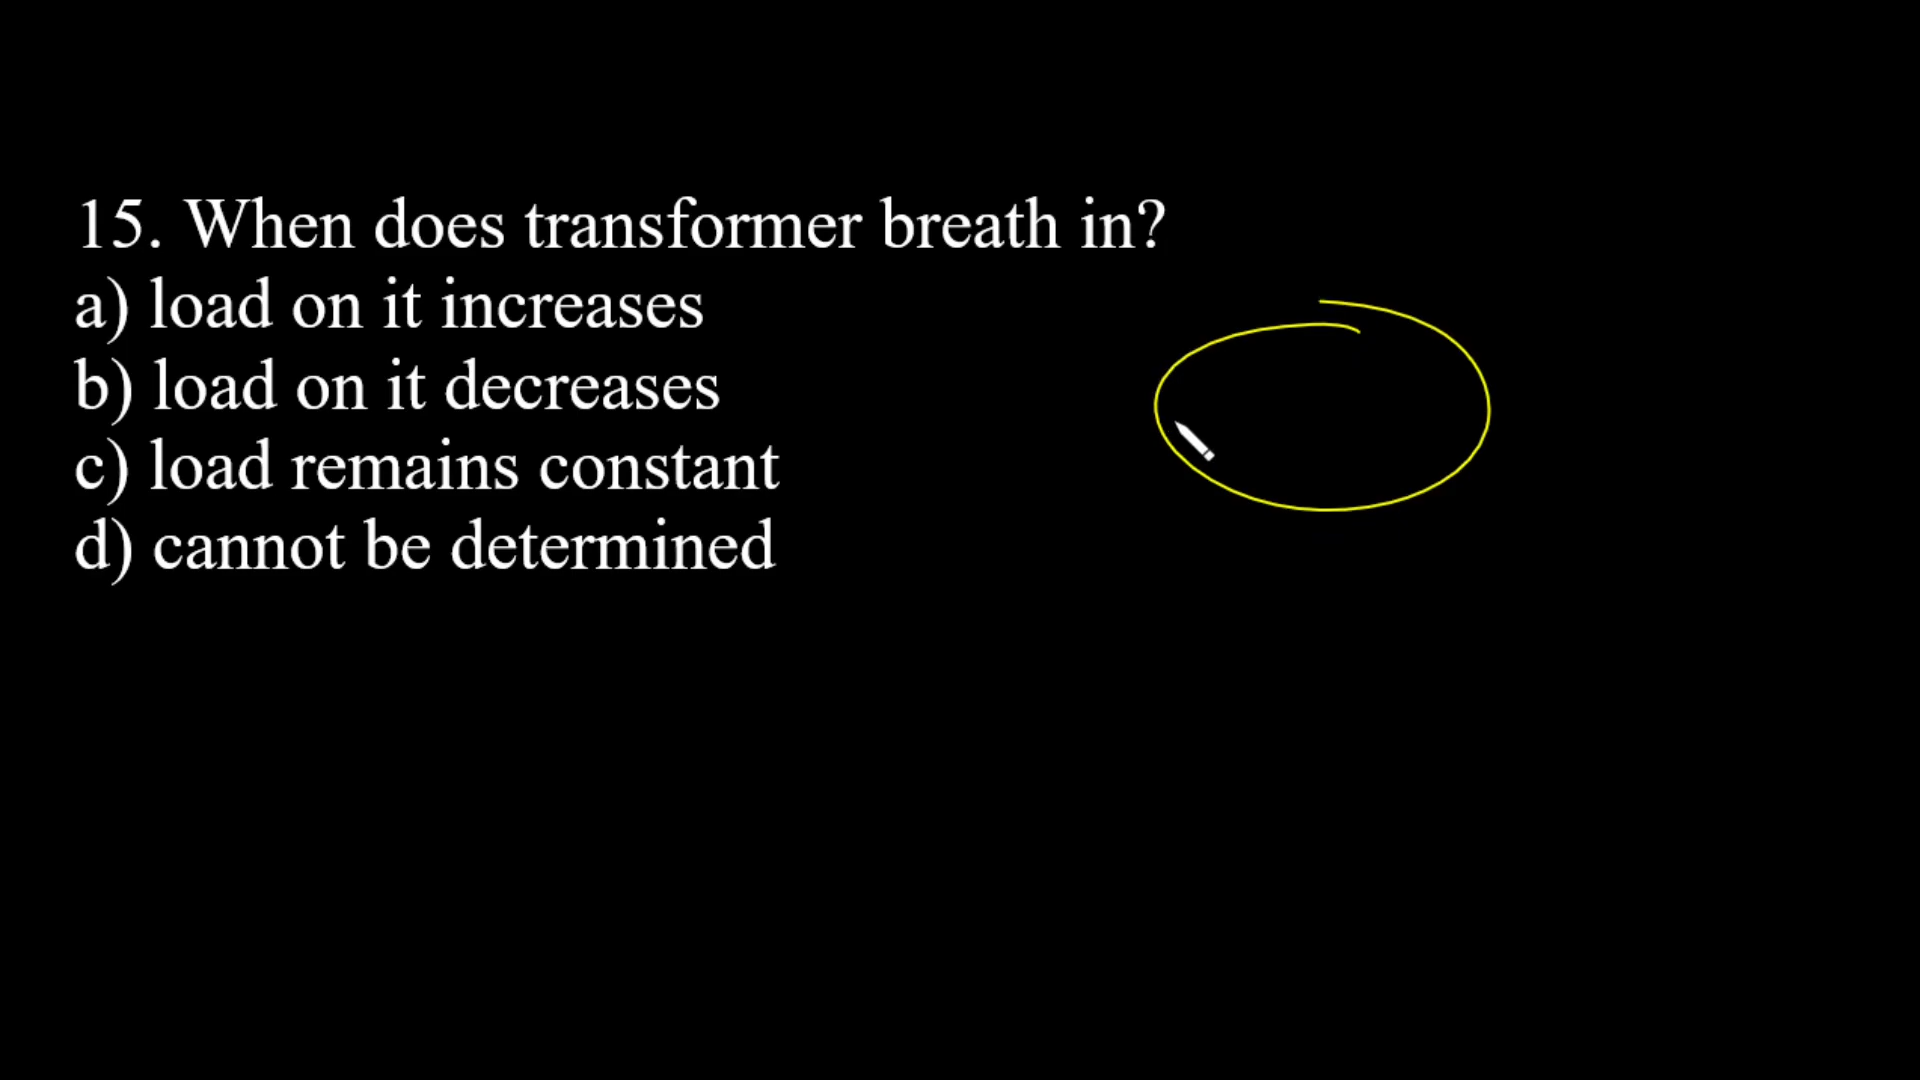 15. When does transformer breath in?
a) load on it increases
b) load on it decreases
c) load remains constant
d) cannot be determined